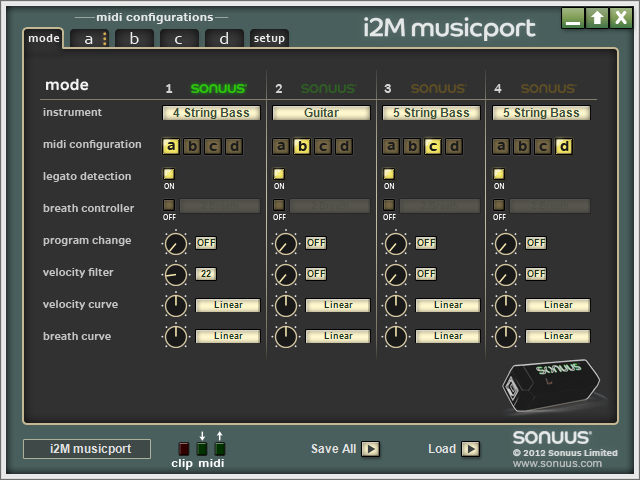 midi configurations
mode a b c d setup
i2M musicport
mode 1 sonuus 2 sonuus 3 sonuus 4 sonuus
instrument 4 String Bass Guitar 5 String Bass 5 String Bass
midi configuration a b c d a b c d a b c d a b c d
legato detection ON ON ON ON
breath controller OFF OFF OFF OFF
program change OFF OFF OFF OFF
velocity filter 22 OFF OFF OFF
velocity curve Linear Linear Linear Linear
breath curve Linear Linear Linear Linear
sonuus
i2M musicport
clip midi
Save All
Load
sonuus
© 2012 Sonuus Limited
www.sonuus.com